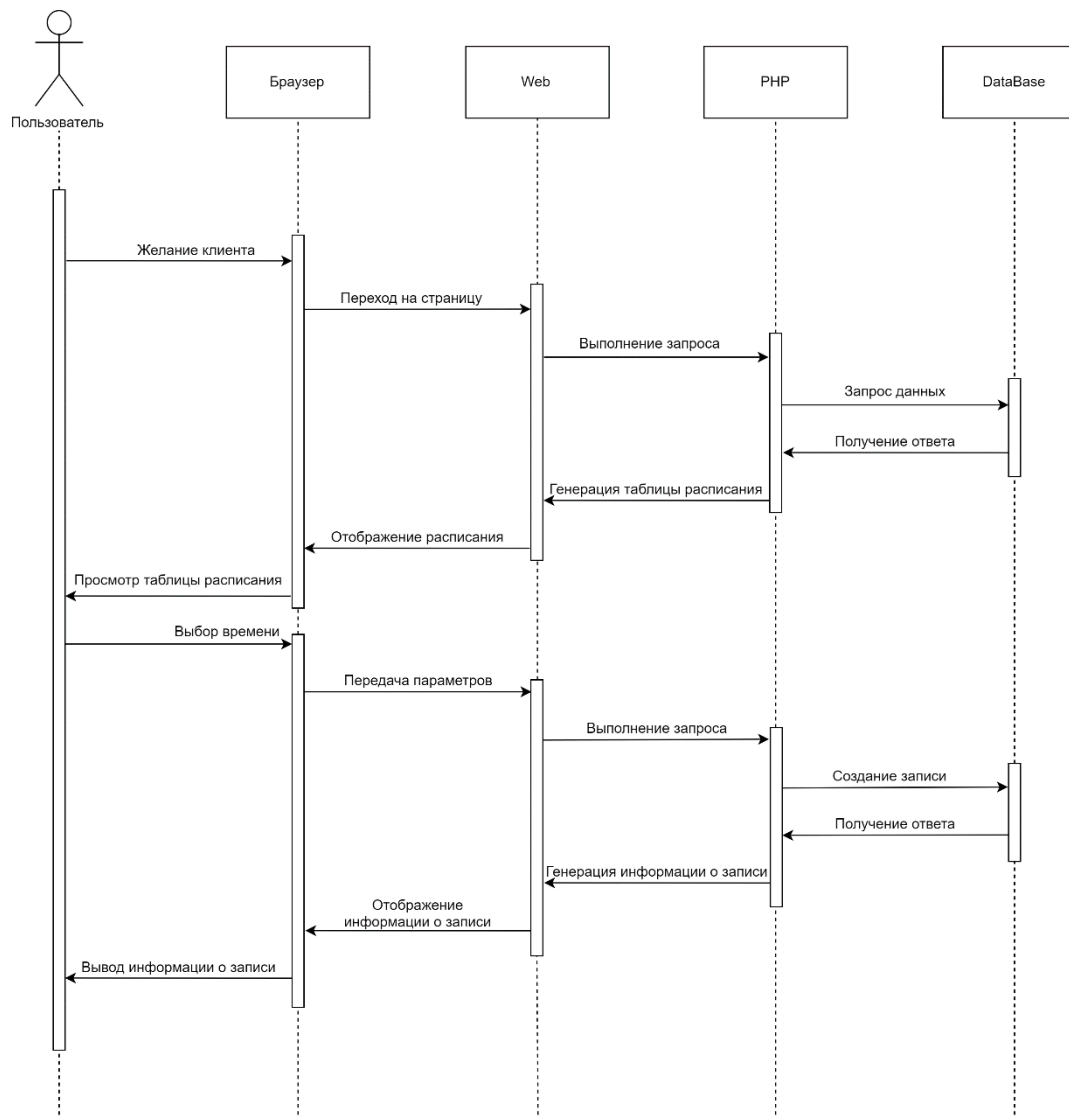 Браузер
Web
PHP
DataBase
Пользователь
Желание клиента
Переход на страницу
Выполнение запроса
Запрос данных
Получение ответа
Генерация таблицы расписания
Отображение расписания
Просмотр таблицы расписания
Выбор времени
Передача параметров
Выполнение запроса
Создание записи
Получение ответа
Генерация информации о записи
Отображение
информации о записи
Вывод информации о записи